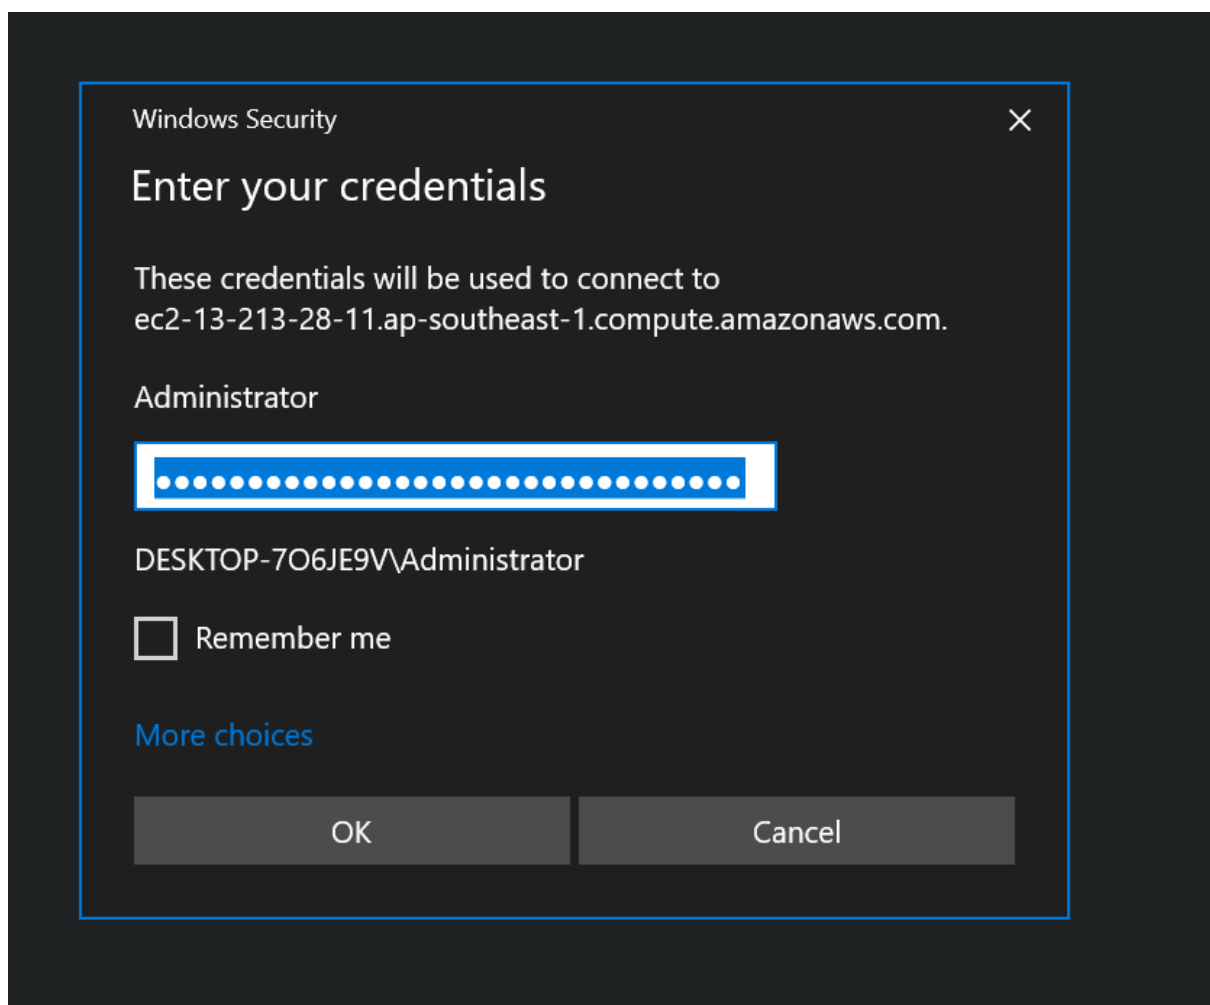 Windows Security
Enter your credentials
These credentials will be used to connect to
ec2-13-213-28-11.ap-southeast-1.compute.amazonaws.com.
Administrator
••••••••••••••••••••••••••••••••
DESKTOP-7O6JE9V\Administrator
Remember me
More choices
OK
Cancel